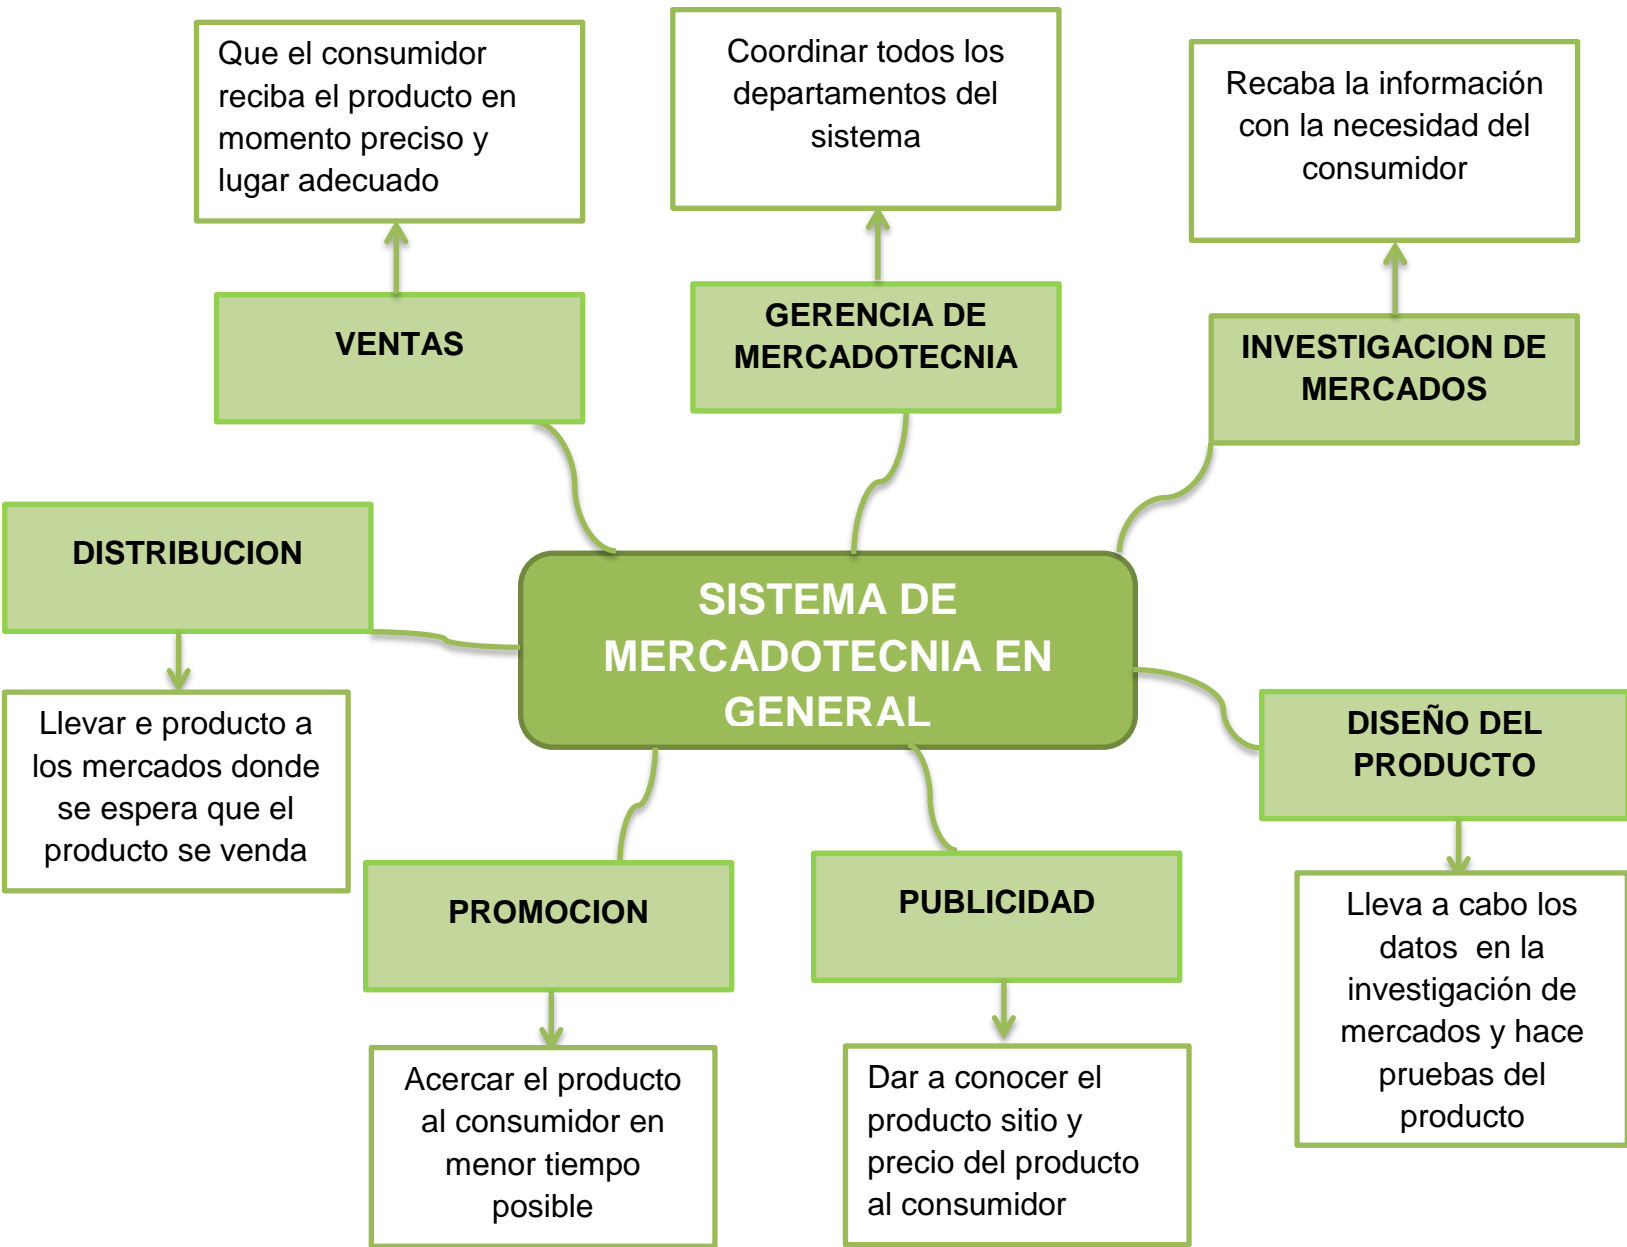 Que el consumidor
reciba el producto en
momento preciso y
lugar adecuado
Coordinar todos los
departamentos del
sistema
Recaba la información
con la necesidad del
consumidor
VENTAS
GERENCIA DE
MERCADOTECNIA
INVESTIGACION DE
MERCADOS
DISTRIBUCION
SISTEMA DE
MERCADOTECNIA EN
GENERAL
Llevar e producto a
los mercados donde
se espera que el
producto se venda
DISEÑO DEL
PRODUCTO
PROMOCION
PUBLICIDAD
Lleva a cabo los
datos  en la
investigación de
mercados y hace
pruebas del
producto
Acercar el producto
al consumidor en
menor tiempo
posible
Dar a conocer el
producto sitio y
precio del producto
al consumidor